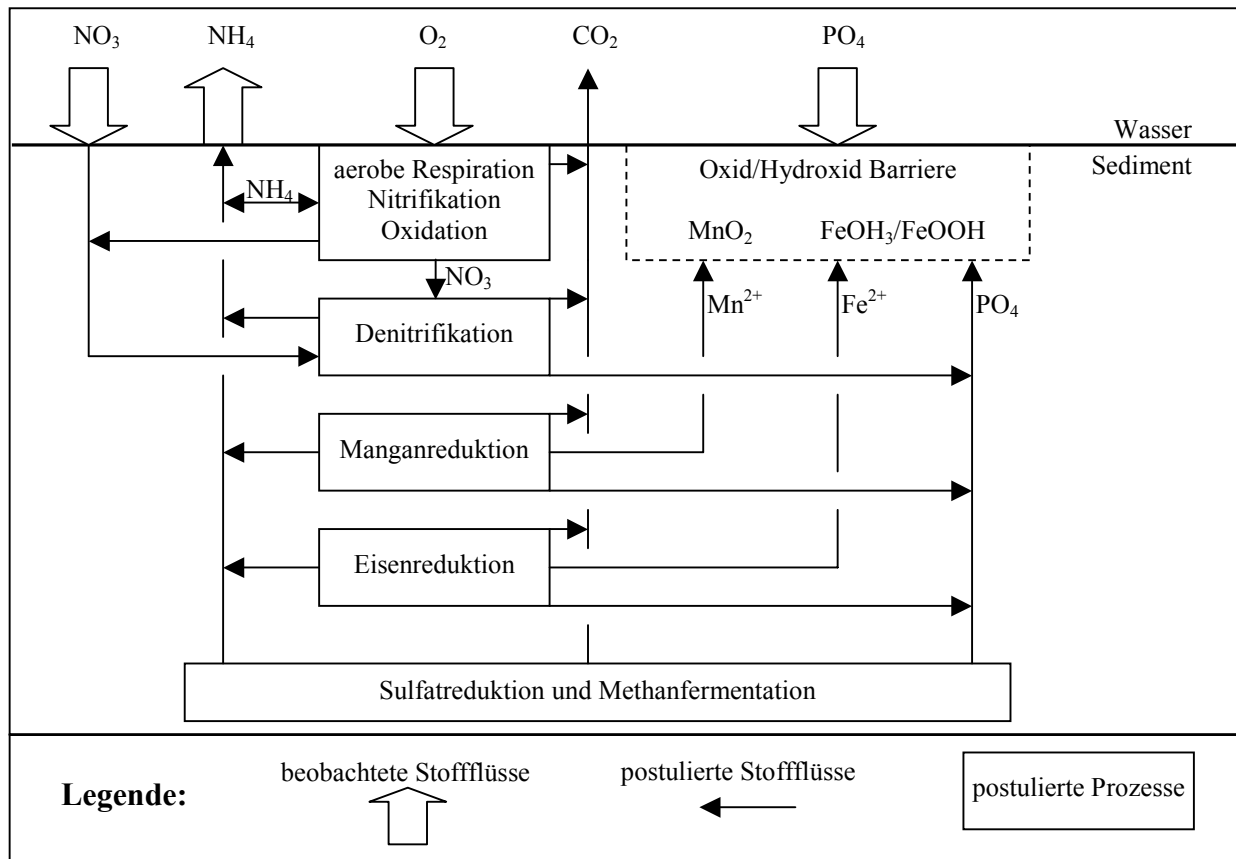 NO₃ NH₄ O₂ CO₂ PO₄
Wasser
Sediment
aerobe Respiration
Nitrifikation
Oxidation
NH₄
Oxid/Hydroxid Barriere
MnO₂ FeOH₃/FeOOH
NO₃
Mn²⁺ Fe²⁺ PO₄
Denitrifikation
Manganreduktion
Eisenreduktion
Sulfatreduktion und Methanfermentation
Legende:
beobachtete Stoffflüsse
postulierte Stoffflüsse
postulierte Prozesse